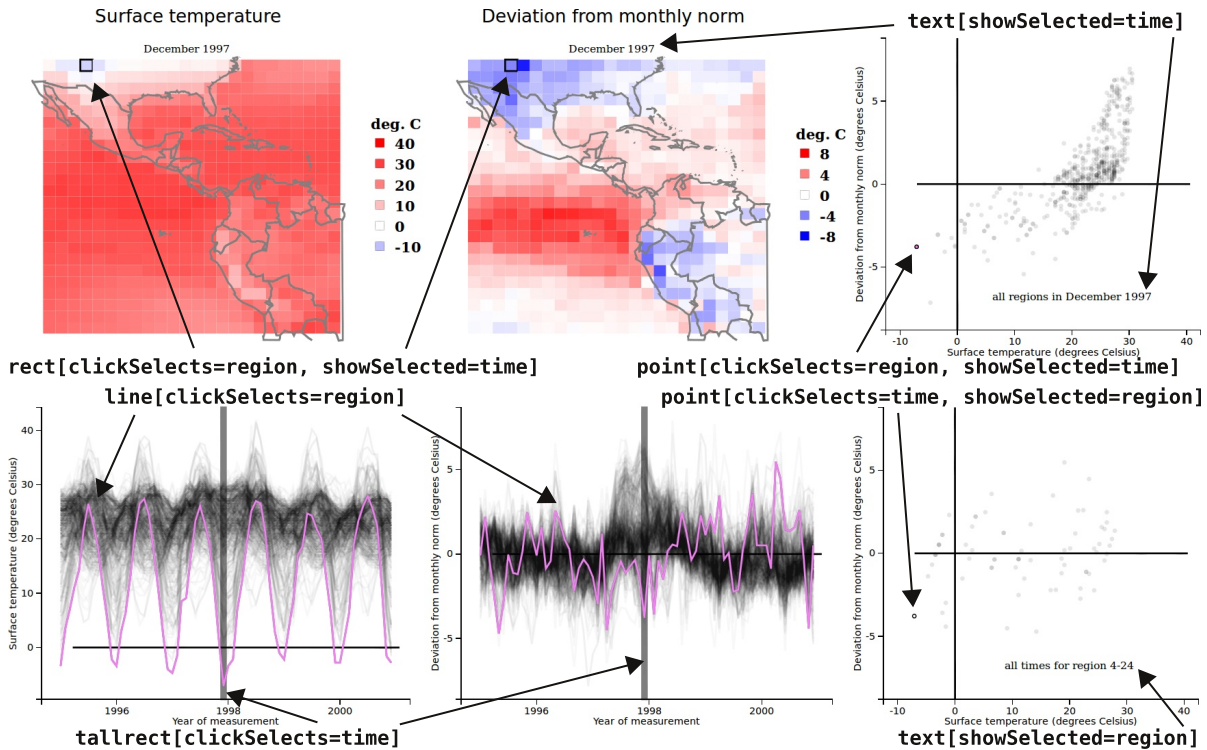 Surface temperature
Deviation from monthly norm
text[showSelected=time]
December 1997
December 1997
deg. C
40
30
20
10
0
-10
deg. C
8
4
0
-4
-8
Deviation from monthly norm (degrees Celsius)
5
0
-5
all regions in December 1997
-10
0
10
20
30
40
Surface temperature (degrees Celsius)
rect[clickSelects=region, showSelected=time]
point[clickSelects=region, showSelected=time]
line[clickSelects=region]
point[clickSelects=time, showSelected=region]
Surface temperature (degrees Celsius)
40
30
20
10
0
1996
1998
2000
Year of measurement
Deviation from monthly norm (degrees Celsius)
5
0
-5
1996
1998
2000
Year of measurement
Deviation from monthly norm (degrees Celsius)
5
0
-5
all times for region 4-24
-10
0
10
20
30
40
Surface temperature (degrees Celsius)
tallrect[clickSelects=time]
text[showSelected=region]